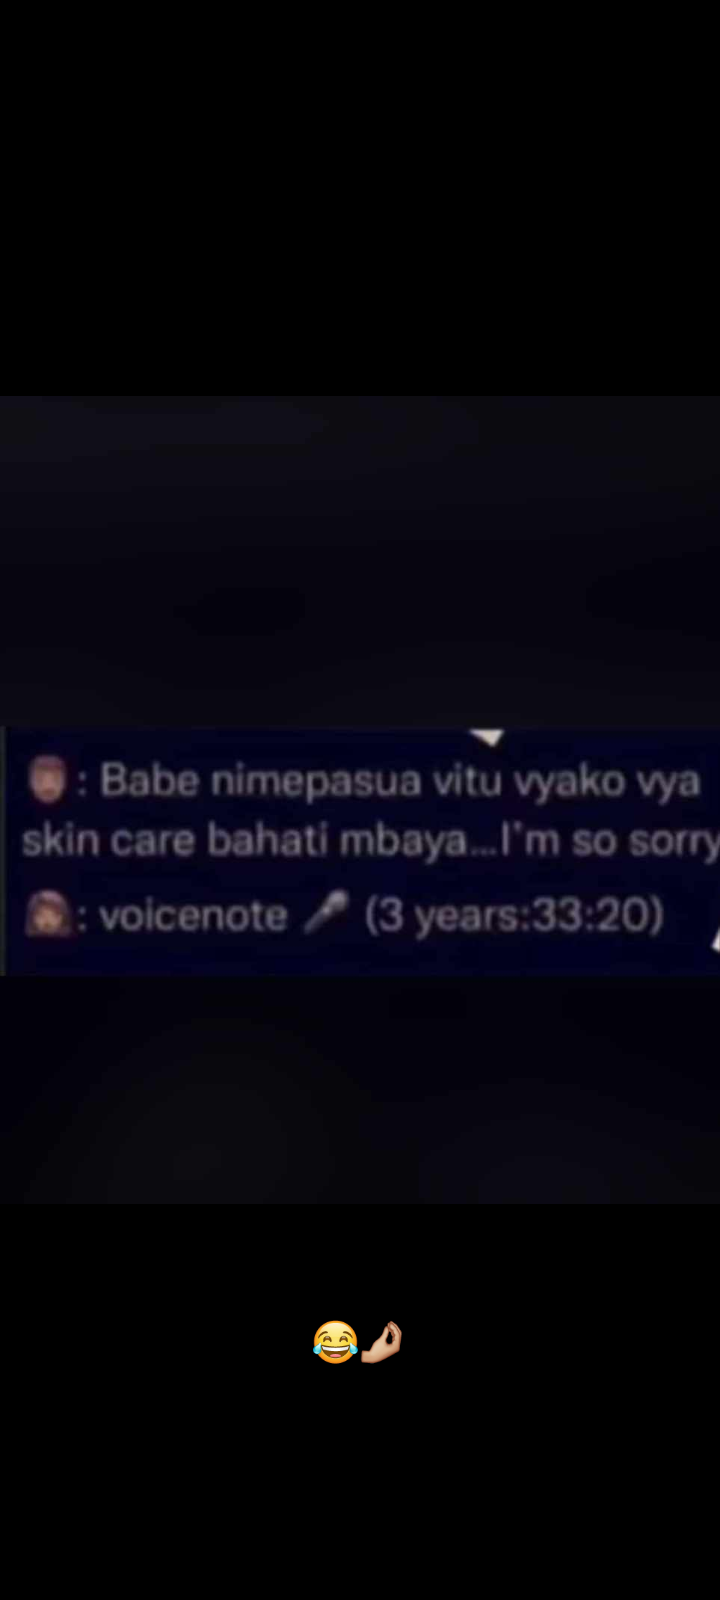 👨🏽: Babe nimepasua vitu vyako vya
skin care bahati mbaya...I'm so sorry
👩🏽: voicenote 🎤 (3 years:33:20)
😂🤌🏼